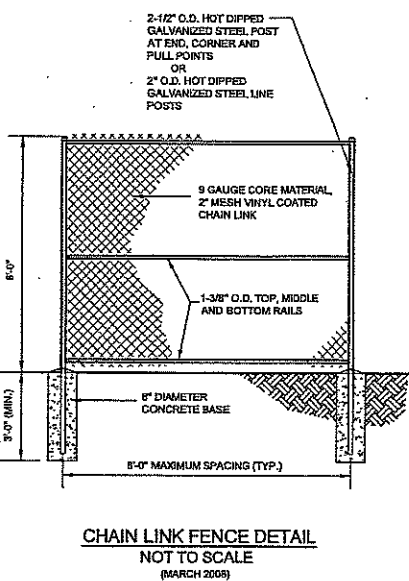 2-1/2" O.D. HOT DIPPED
GALVANIZED STEEL POST
AT END, CORNER AND
PULL POINTS
OR
2" O.D. HOT DIPPED
GALVANIZED STEEL LINE
POSTS
9 GAUGE CORE MATERIAL,
2" MESH VINYL COATED
CHAIN LINK
6'-0"
1-3/8" O.D. TOP, MIDDLE
AND BOTTOM RAILS
3'-0" (MIN.)
8" DIAMETER
CONCRETE BASE
8'-0" MAXIMUM SPACING (TYP.)
CHAIN LINK FENCE DETAIL
NOT TO SCALE
(MARCH 2008)